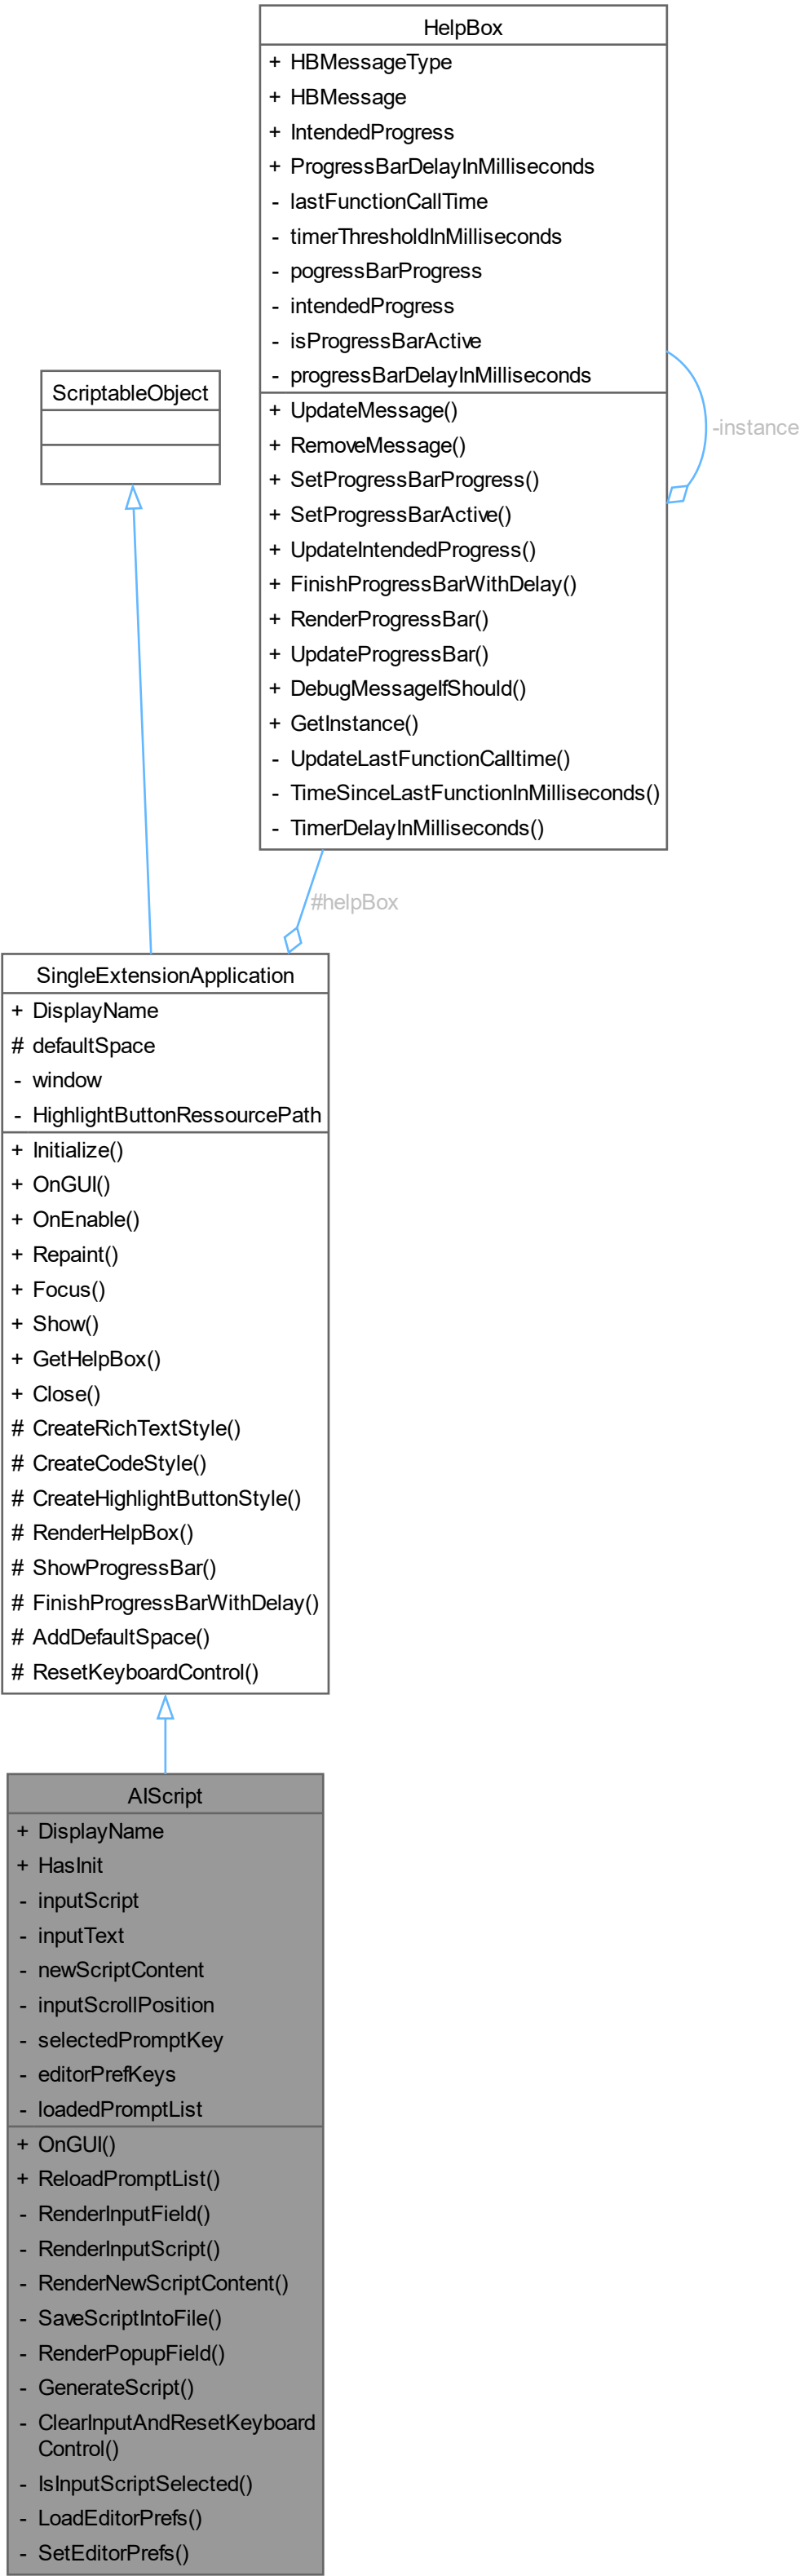 HelpBox
+ HBMessageType
+ HBMessage
+ IntendedProgress
+ ProgressBarDelayInMilliseconds
- lastFunctionCallTime
- timerThresholdInMilliseconds
- pogressBarProgress
- intendedProgress
- isProgressBarActive
- progressBarDelayInMilliseconds
+ UpdateMessage()
+ RemoveMessage()
+ SetProgressBarProgress()
+ SetProgressBarActive()
+ UpdateIntendedProgress()
+ FinishProgressBarWithDelay()
+ RenderProgressBar()
+ UpdateProgressBar()
+ DebugMessageIfShould()
+ GetInstance()
- UpdateLastFunctionCalltime()
- TimeSinceLastFunctionInMilliseconds()
- TimerDelayInMilliseconds()
-instance
ScriptableObject
#helpBox
SingleExtensionApplication
+ DisplayName
# defaultSpace
- window
- HighlightButtonRessourcePath
+ Initialize()
+ OnGUI()
+ OnEnable()
+ Repaint()
+ Focus()
+ Show()
+ GetHelpBox()
+ Close()
# CreateRichTextStyle()
# CreateCodeStyle()
# CreateHighlightButtonStyle()
# RenderHelpBox()
# ShowProgressBar()
# FinishProgressBarWithDelay()
# AddDefaultSpace()
# ResetKeyboardControl()
AIScript
+ DisplayName
+ HasInit
- inputScript
- inputText
- newScriptContent
- inputScrollPosition
- selectedPromptKey
- editorPrefKeys
- loadedPromptList
+ OnGUI()
+ ReloadPromptList()
- RenderInputField()
- RenderInputScript()
- RenderNewScriptContent()
- SaveScriptIntoFile()
- RenderPopupField()
- GenerateScript()
- ClearInputAndResetKeyboard
Control()
- IsInputScriptSelected()
- LoadEditorPrefs()
- SetEditorPrefs()